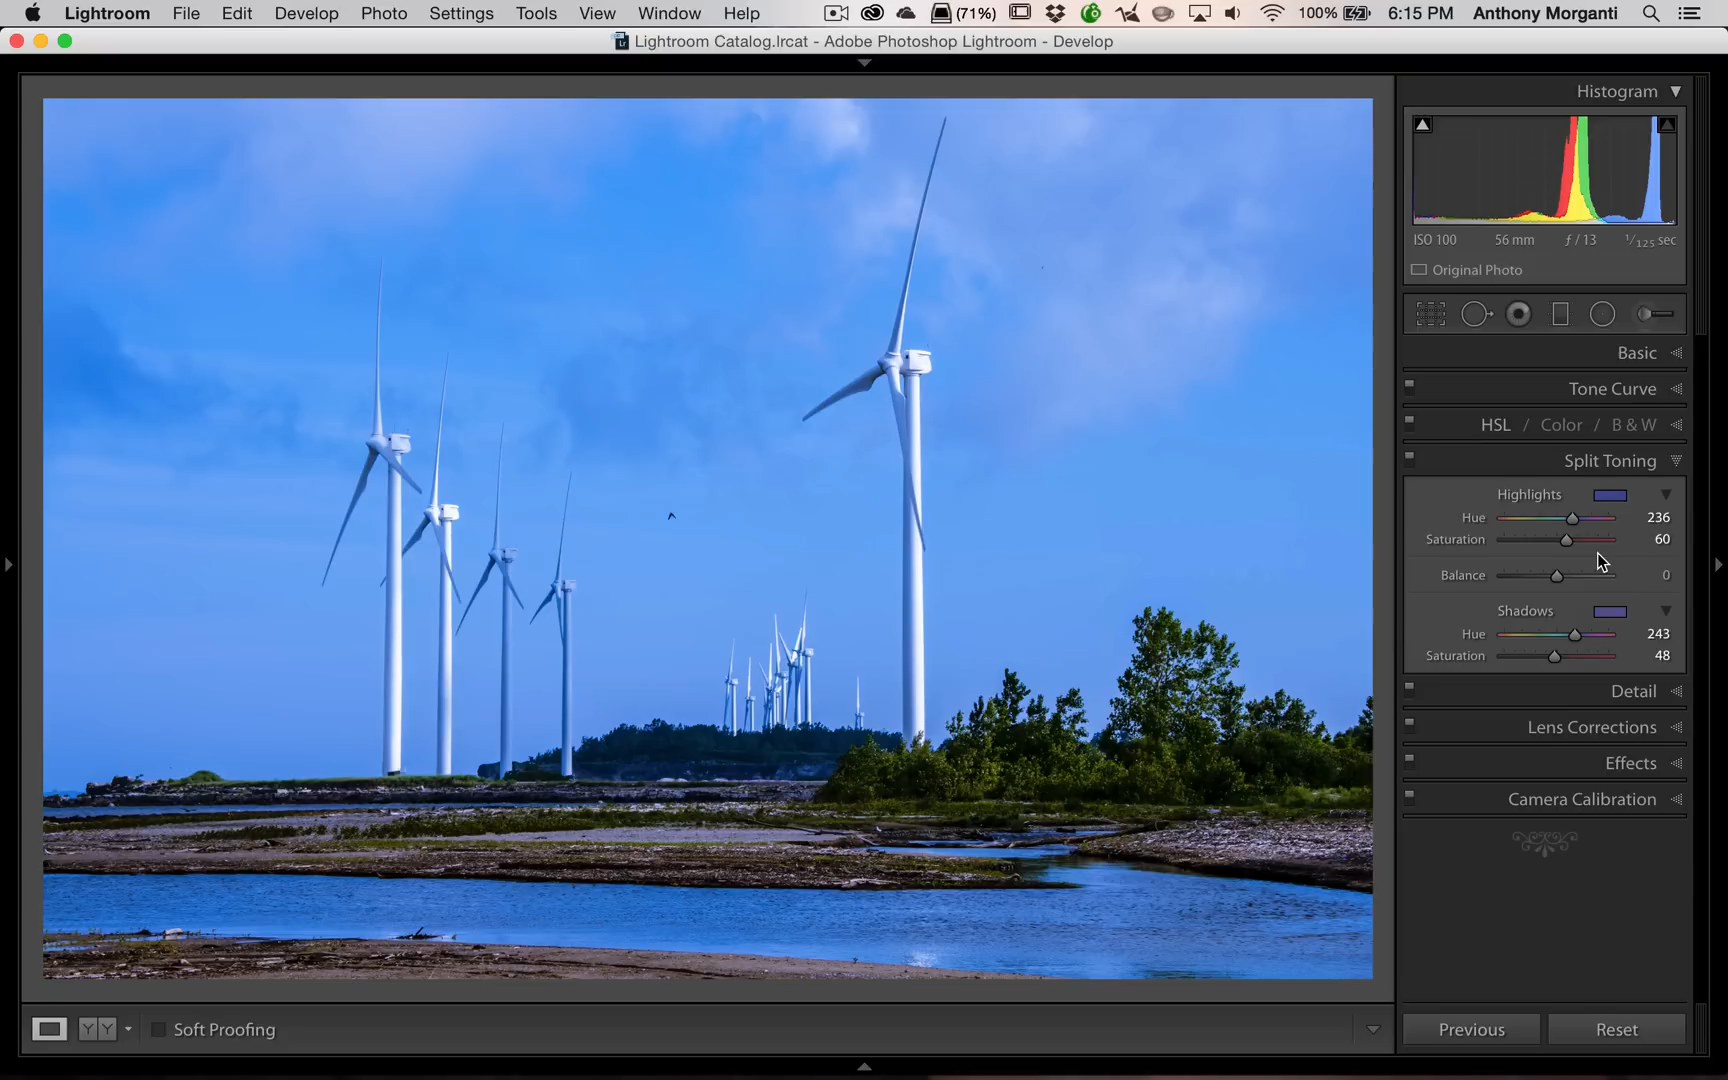 Lightroom File Edit Develop Photo Settings Tools View Window Help (71%) 100% 6:15 PM Anthony Morganti
Lr Lightroom Catalog.lrcat - Adobe Photoshop Lightroom - Develop
Histogram
ISO 100 56 mm ƒ / 13 1/125 sec
Original Photo
Basic
Tone Curve
HSL / Color / B & W
Split Toning
Highlights
Hue 236
Saturation 60
Balance 0
Shadows
Hue 243
Saturation 48
Detail
Lens Corrections
Effects
Camera Calibration
Y Y Soft Proofing Previous Reset